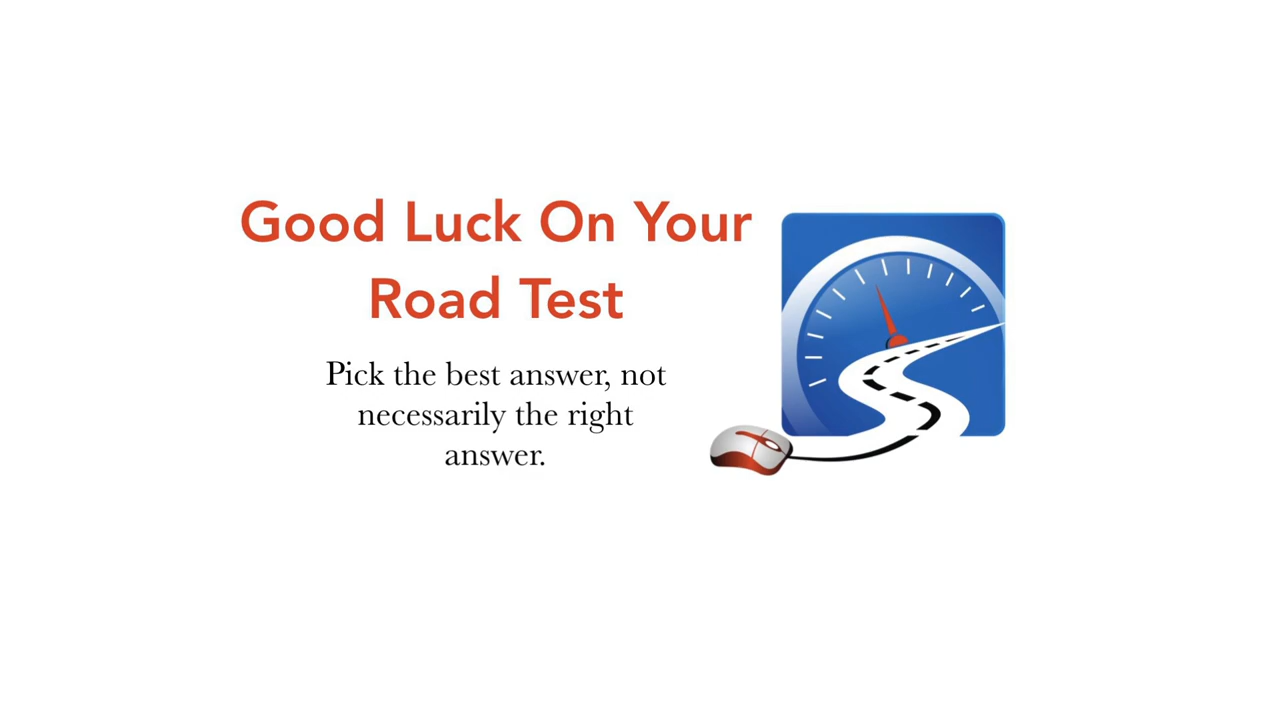 Good Luck On Your
Road Test
Pick the best answer, not
necessarily the right
answer.